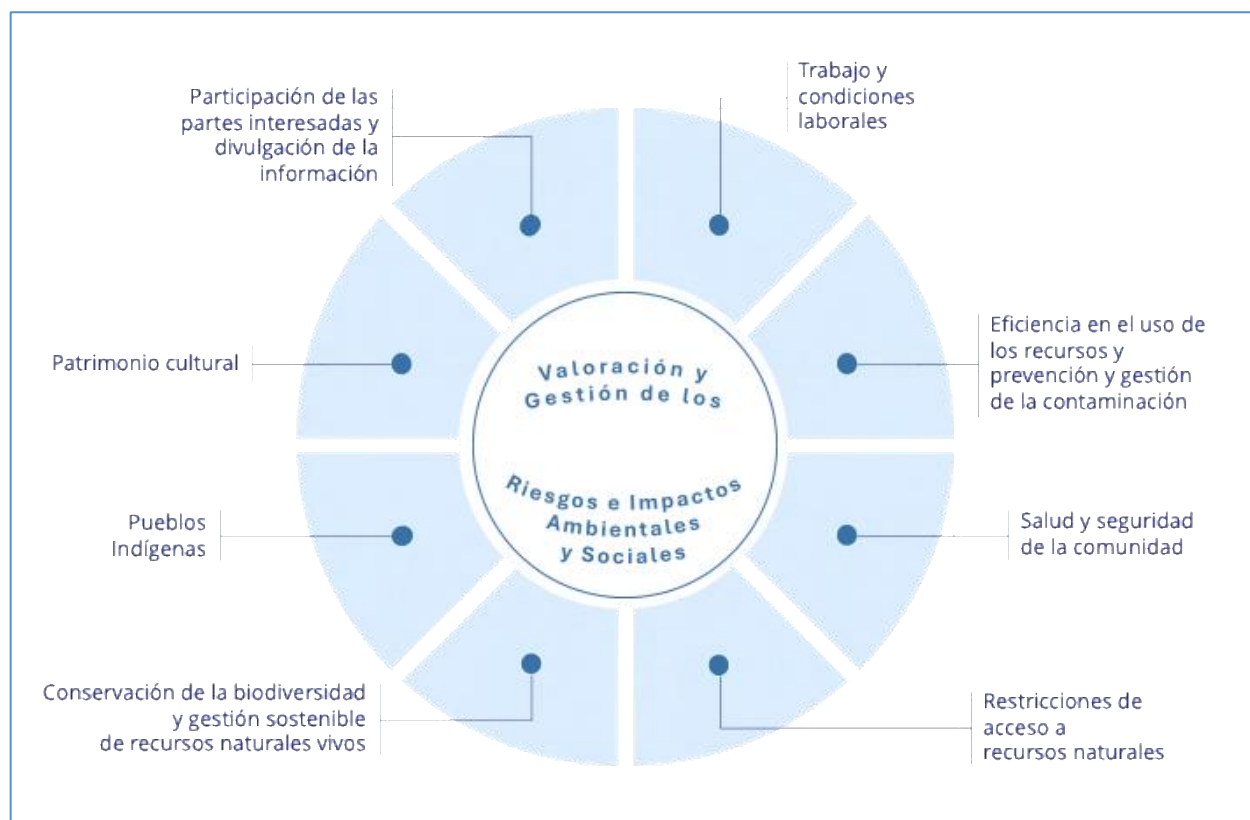 Participación de las
partes interesadas y
divulgación de la
información
Trabajo y
condiciones
laborales
Patrimonio cultural
Eficiencia en el uso de
los recursos y
prevención y gestión
de la contaminación
Valoración y
Gestión de los
Riesgos e Impactos
Ambientales
y Sociales
Pueblos
Indígenas
Salud y seguridad
de la comunidad
Conservación de la biodiversidad
y gestión sostenible
de recursos naturales vivos
Restricciones de
acceso a
recursos naturales